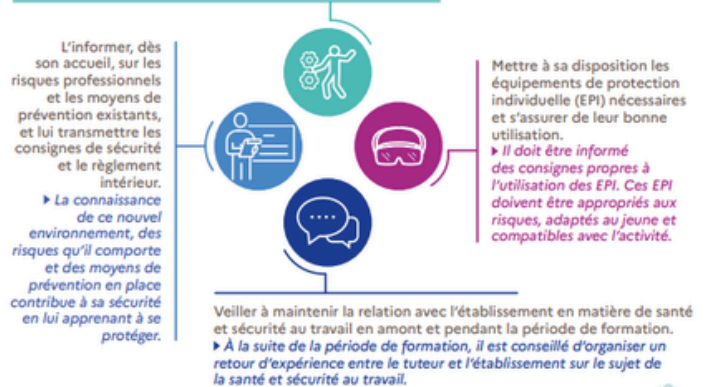 L'informer, dès
son accueil, sur les
risques professionnels
et les moyens de
prévention existants,
et lui transmettre les
consignes de sécurité
et le règlement
intérieur.
▶ La connaissance
de ce nouvel
environnement, des
risques qu'il comporte
et des moyens de
prévention en place
contribue à sa sécurité
en lui apprenant à se
protéger.
Mettre à sa disposition les
équipements de protection
individuelle (EPI) nécessaires
et s'assurer de leur bonne
utilisation.
▶ Il doit être informé
des consignes propres à
l'utilisation des EPI. Ces EPI
doivent être appropriés aux
risques, adaptés au jeune et
compatibles avec l'activité.
Veiller à maintenir la relation avec l'établissement en matière de santé
et sécurité au travail en amont et pendant la période de formation.
▶ À la suite de la période de formation, il est conseillé d'organiser un
retour d'expérience entre le tuteur et l'établissement sur le sujet de
la santé et sécurité au travail.